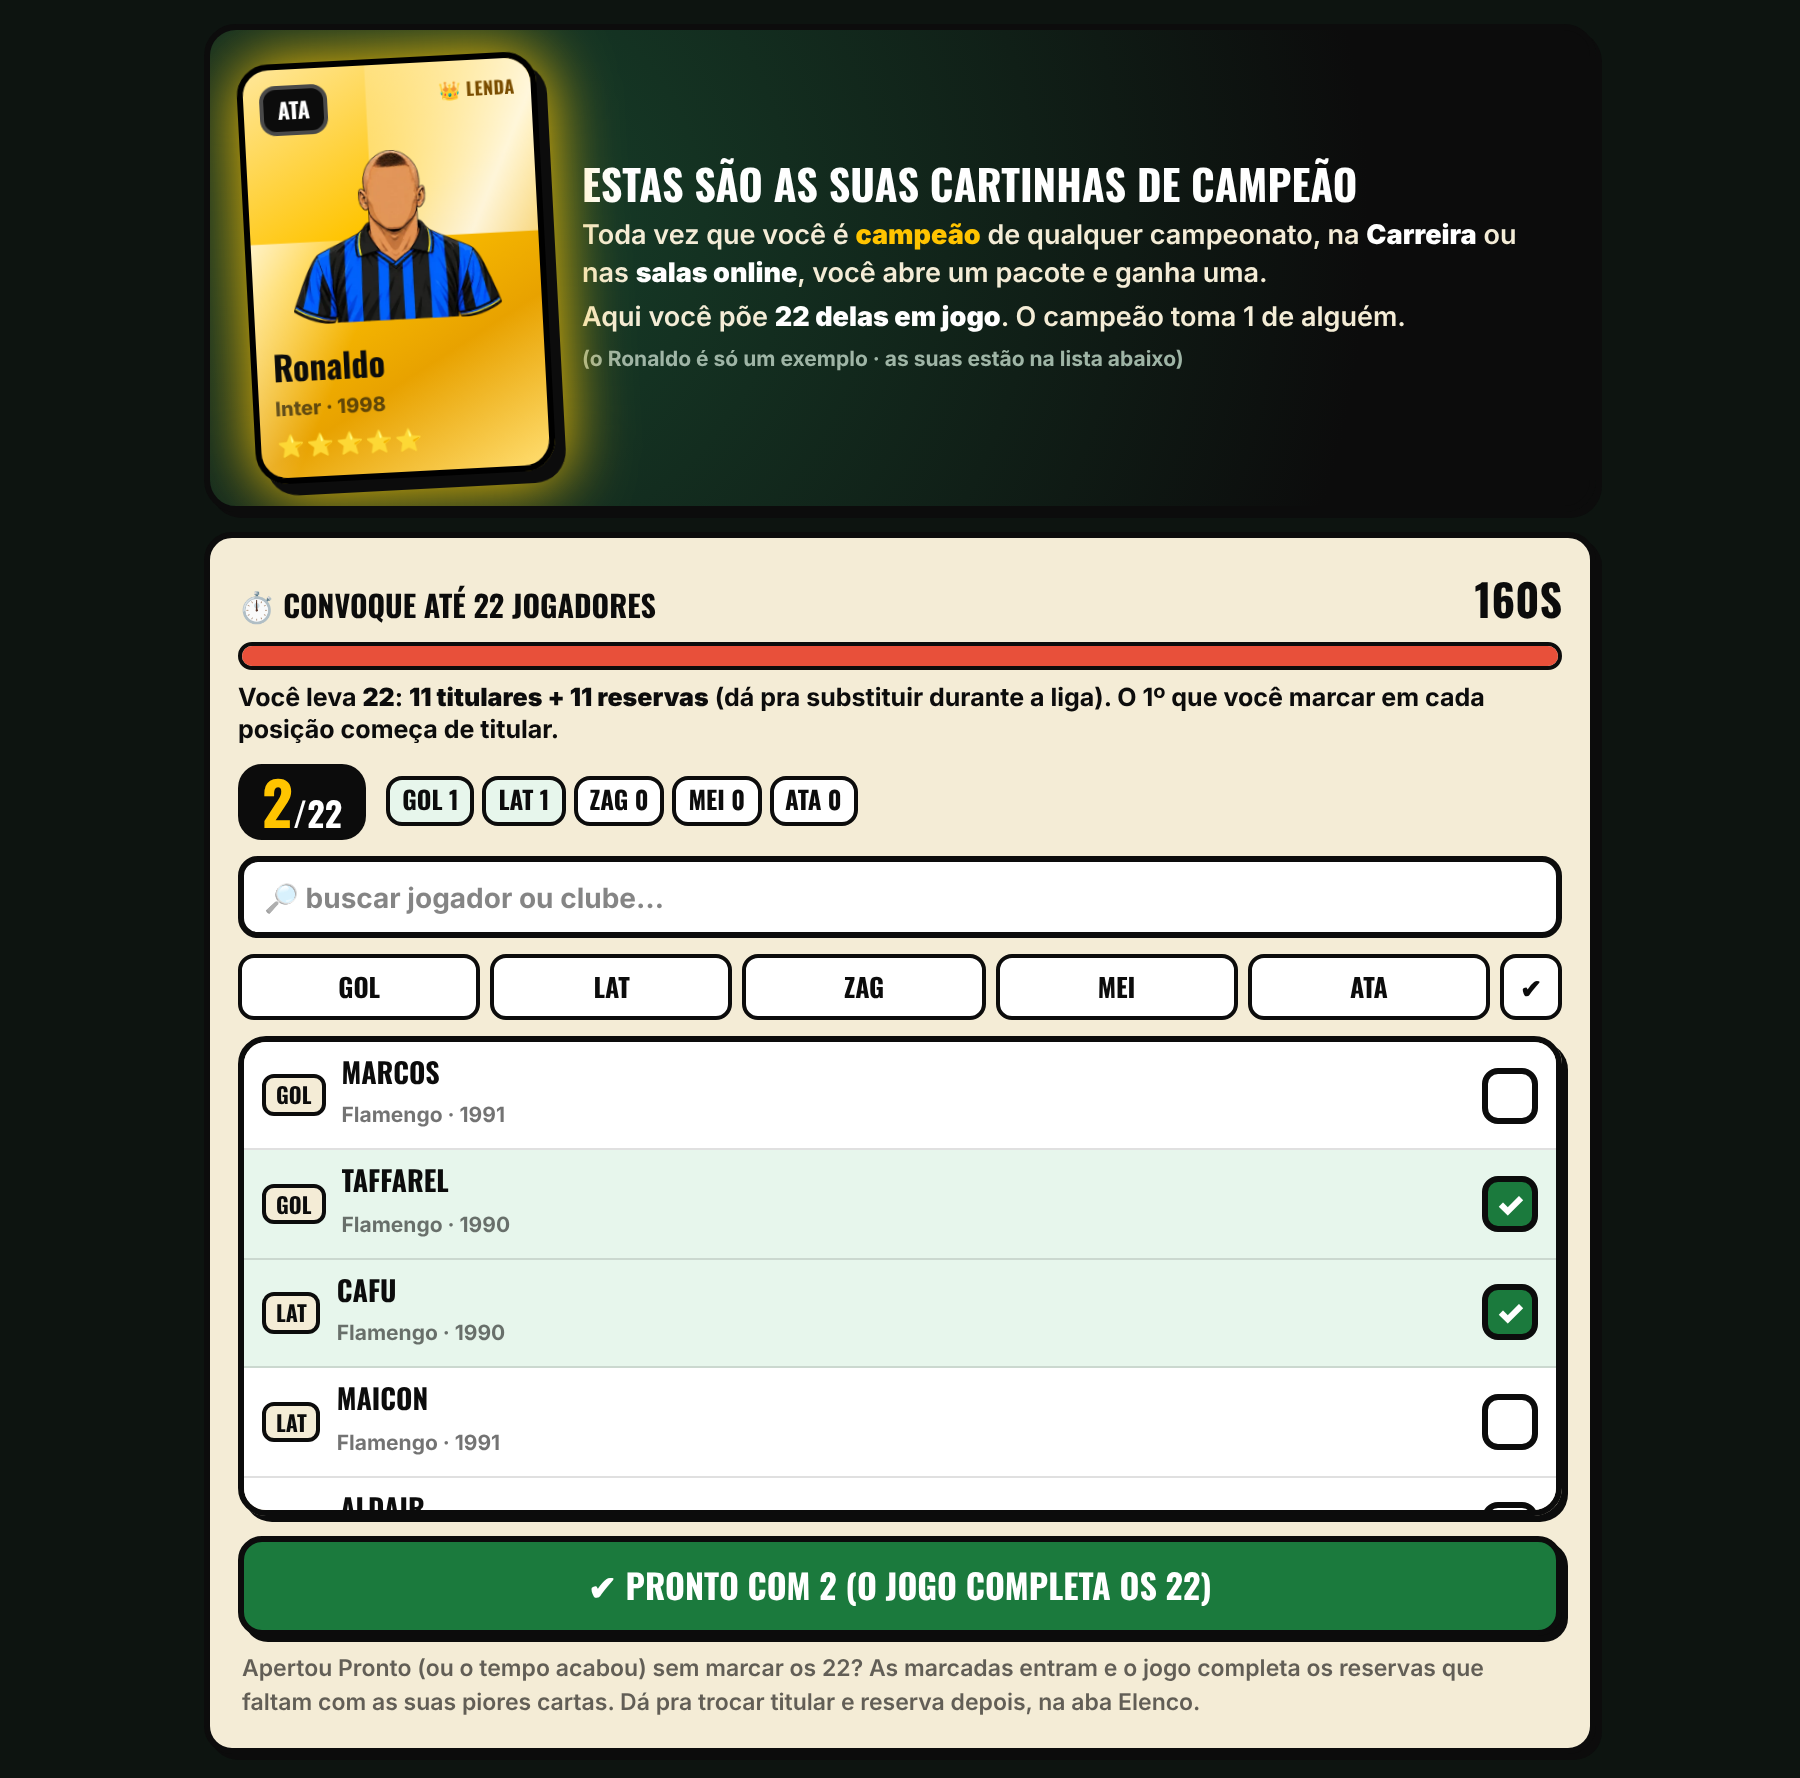 ATA
👑 LENDA
Ronaldo
Inter · 1998
⭐⭐⭐⭐⭐
ESTAS SÃO AS SUAS CARTINHAS DE CAMPEÃO
Toda vez que você é campeão de qualquer campeonato, na Carreira ou
nas salas online, você abre um pacote e ganha uma.
Aqui você põe 22 delas em jogo. O campeão toma 1 de alguém.
(o Ronaldo é só um exemplo · as suas estão na lista abaixo)
⏱️ CONVOQUE ATÉ 22 JOGADORES
160S
Você leva 22: 11 titulares + 11 reservas (dá pra substituir durante a liga). O 1º que você marcar em cada
posição começa de titular.
2/22
GOL 1 LAT 1 ZAG 0 MEI 0 ATA 0
🔎 buscar jogador ou clube...
GOL LAT ZAG MEI ATA ✔
GOL
MARCOS
Flamengo · 1991
GOL
TAFFAREL
Flamengo · 1990
LAT
CAFU
Flamengo · 1990
LAT
MAICON
Flamengo · 1991
ALDAIR
✔ PRONTO COM 2 (O JOGO COMPLETA OS 22)
Apertou Pronto (ou o tempo acabou) sem marcar os 22? As marcadas entram e o jogo completa os reservas que
faltam com as suas piores cartas. Dá pra trocar titular e reserva depois, na aba Elenco.